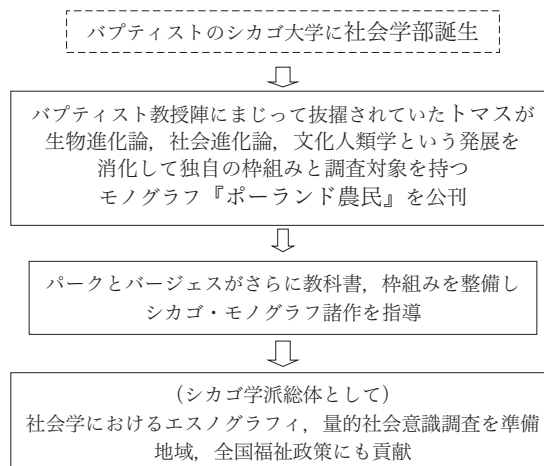 バプティストのシカゴ大学に社会学部誕生
バプティスト教授陣にまじって抜擢されていたトマスが
生物進化論，社会進化論，文化人類学という発展を
消化して独自の枠組みと調査対象を持つ
モノグラフ『ポーランド農民』を公刊
パークとバージェスがさらに教科書，枠組みを整備し
シカゴ・モノグラフ諸作を指導
（シカゴ学派総体として）
社会学におけるエスノグラフィ，量的社会意識調査を準備
地域，全国福祉政策にも貢献